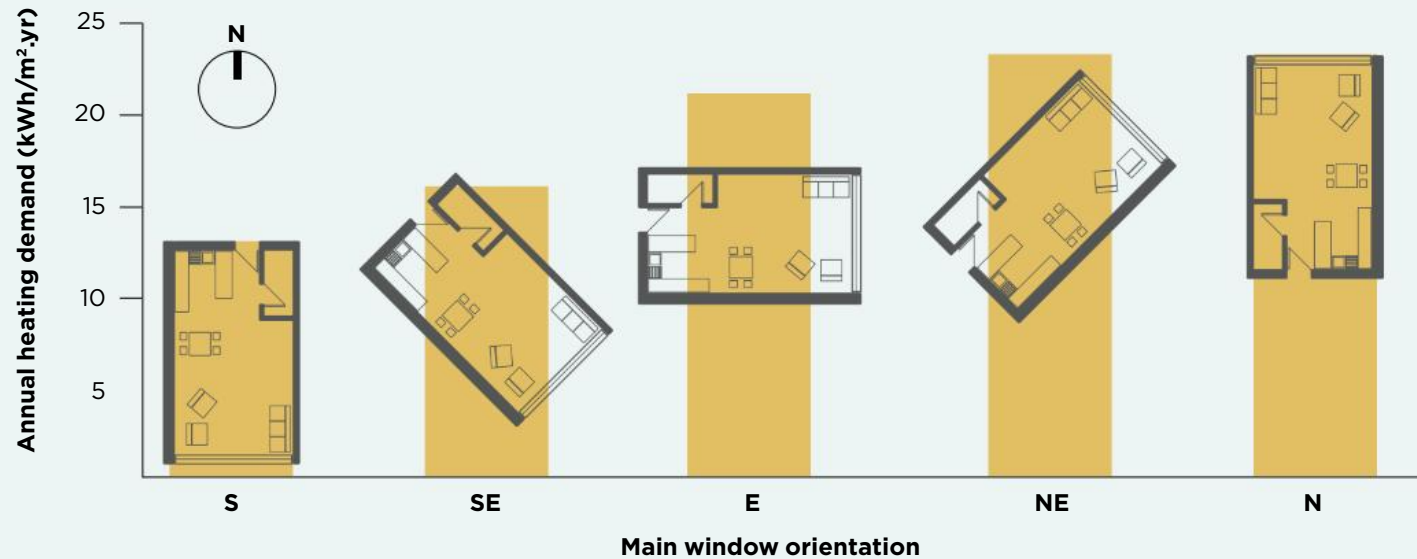 Annual heating demand (kWh/m².yr)
25
20
15
10
5
N
S
SE
E
NE
N
Main window orientation